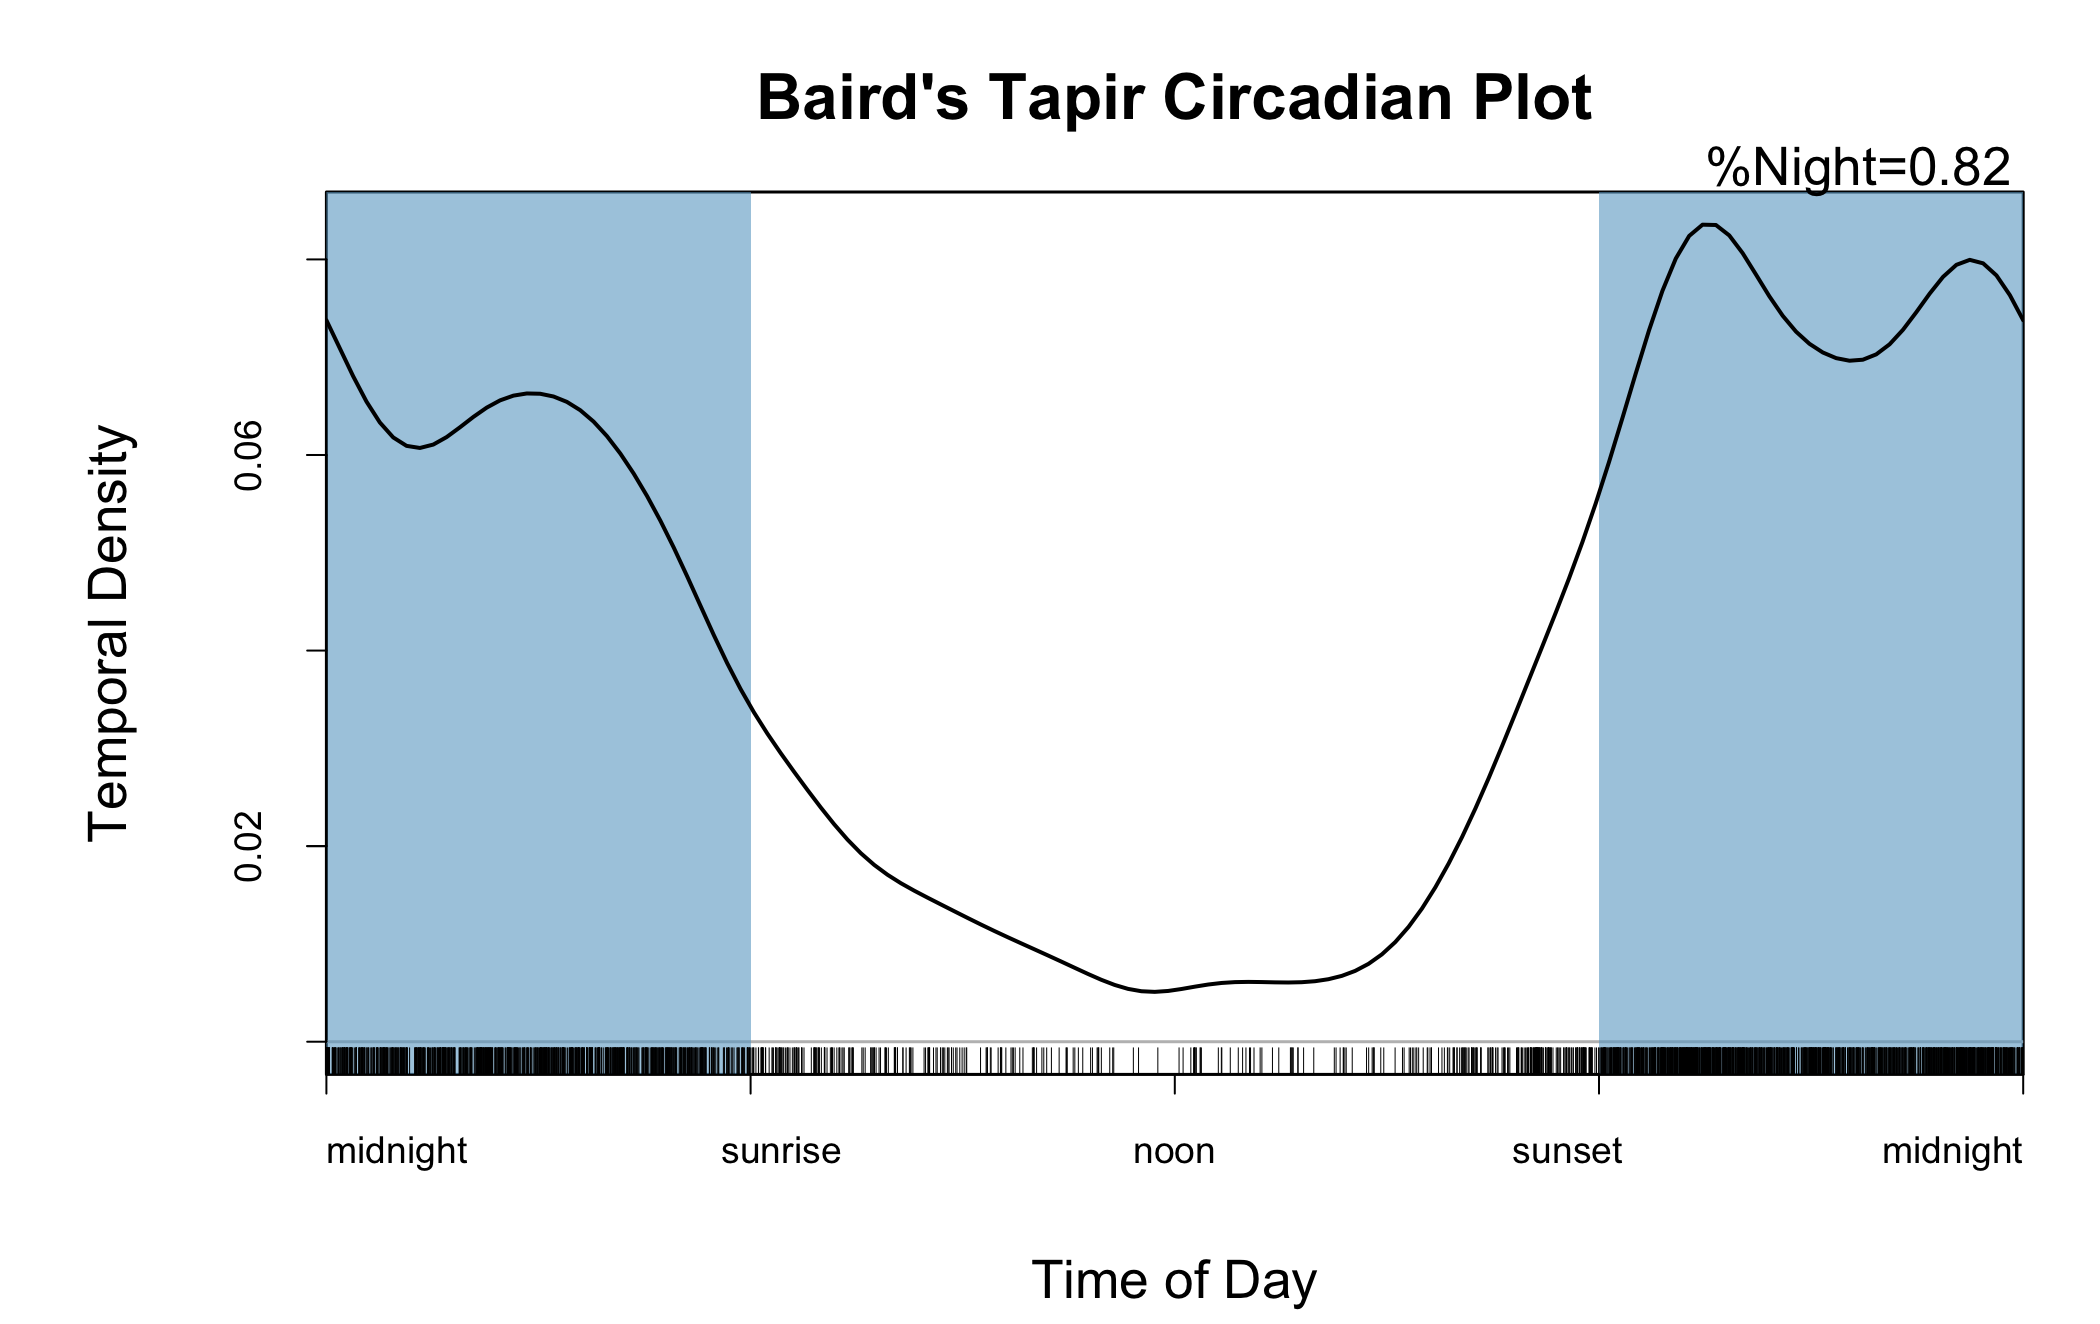 Baird's Tapir Circadian Plot
%Night=0.82
Temporal Density
0.06
0.02
midnight sunrise noon sunset midnight
Time of Day